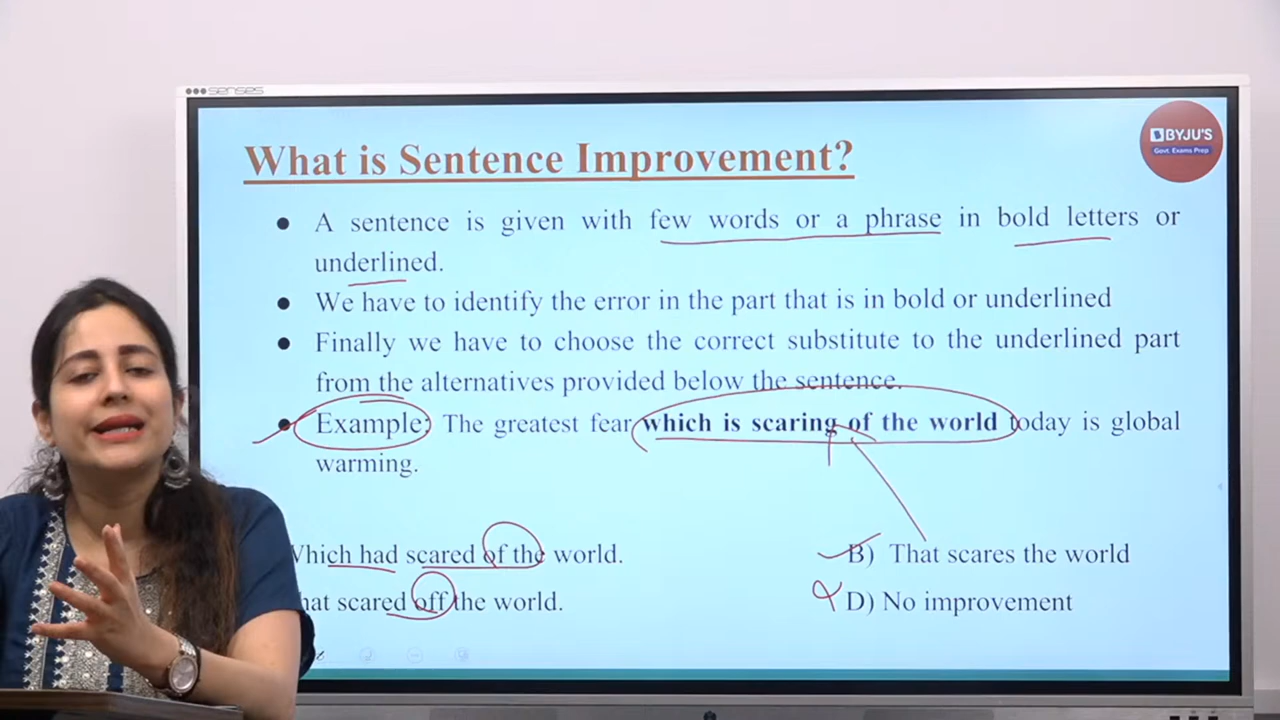 senses
BYJU'S
Govt. Exams Prep
What is Sentence Improvement?
● A sentence is given with few words or a phrase in bold letters or
underlined.
● We have to identify the error in the part that is in bold or underlined
● Finally we have to choose the correct substitute to the underlined part
from the alternatives provided below the sentence.
● Example: The greatest fear which is scaring of the world today is global
warming.
Which had scared of the world.
B) That scares the world
That scared off the world.
D) No improvement